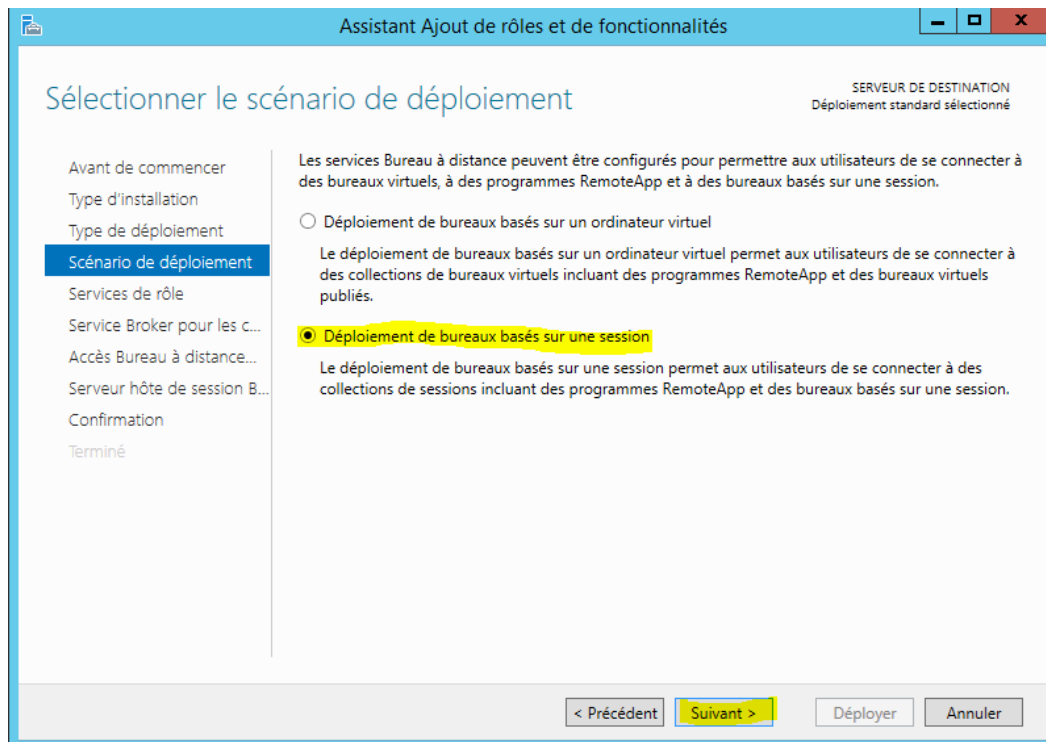 Assistant Ajout de rôles et de fonctionnalités
Sélectionner le scénario de déploiement
SERVEUR DE DESTINATION
Déploiement standard sélectionné
Avant de commencer
Type d'installation
Type de déploiement
Scénario de déploiement
Services de rôle
Service Broker pour les c...
Accès Bureau à distance...
Serveur hôte de session B...
Confirmation
Terminé
Les services Bureau à distance peuvent être configurés pour permettre aux utilisateurs de se connecter à
des bureaux virtuels, à des programmes RemoteApp et à des bureaux basés sur une session.
Déploiement de bureaux basés sur un ordinateur virtuel
Le déploiement de bureaux basés sur un ordinateur virtuel permet aux utilisateurs de se connecter à
des collections de bureaux virtuels incluant des programmes RemoteApp et des bureaux virtuels
publiés.
Déploiement de bureaux basés sur une session
Le déploiement de bureaux basés sur une session permet aux utilisateurs de se connecter à des
collections de sessions incluant des programmes RemoteApp et des bureaux basés sur une session.
< Précédent
Suivant >
Déployer
Annuler